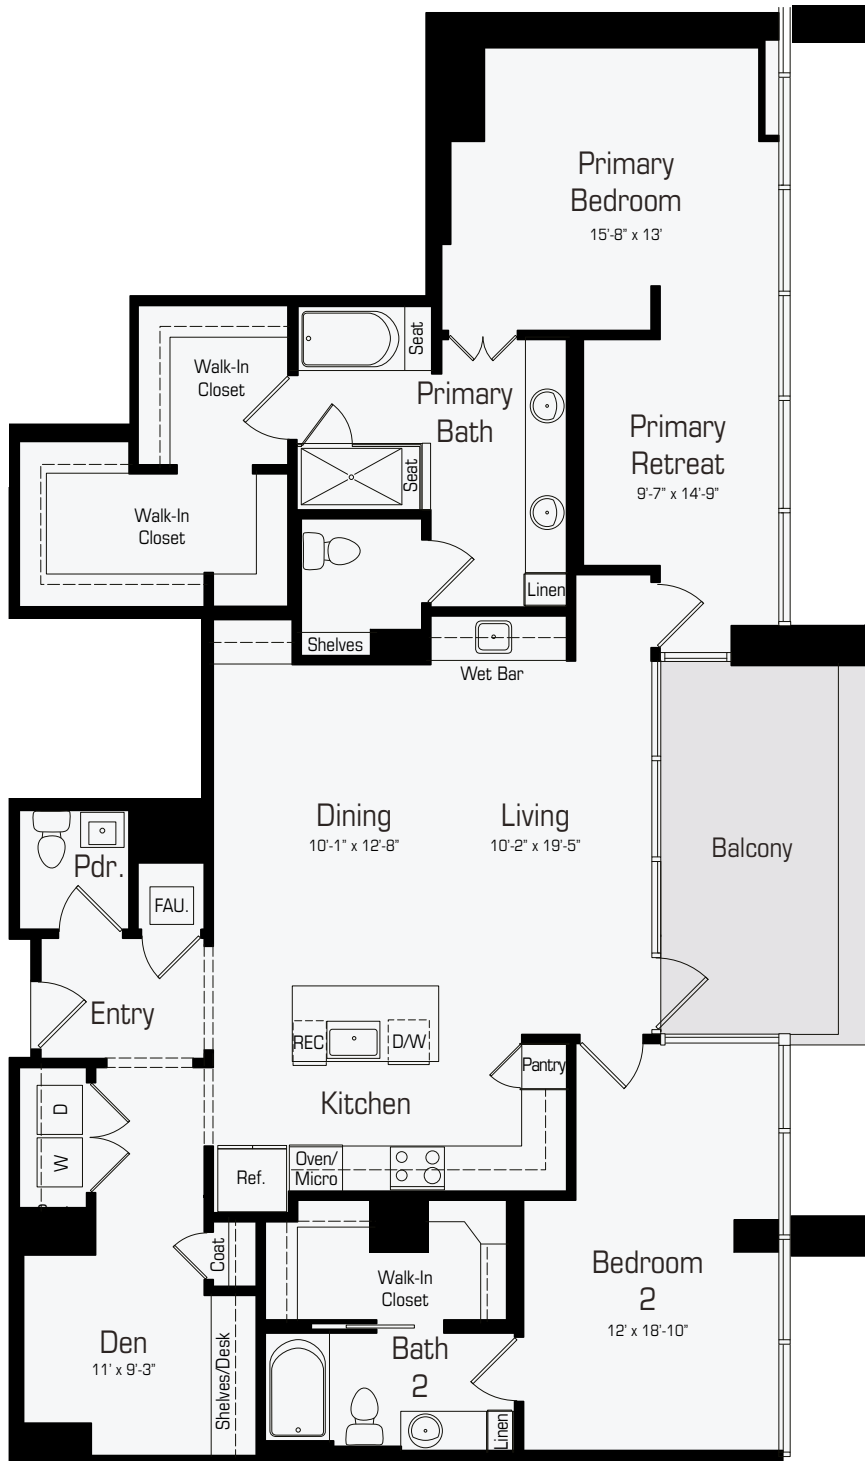 Primary
Bedroom
15'-8" x 13'
Seat
Walk-In
Closet
Primary
Bath
Primary
Retreat
9'-7" x 14'-9"
Seat
Walk-In
Closet
Linen
Shelves
Wet Bar
Dining
10'-1" x 12'-8"
Living
10'-2" x 19'-5"
Balcony
Pdr.
FAU.
Entry
REC
D/W
Pantry
Kitchen
D
W
Ref.
Oven/
Micro
Coat
Walk-In
Closet
Bedroom
2
12' x 18'-10"
Den
11' x 9'-3"
Shelves/Desk
Bath
2
Linen